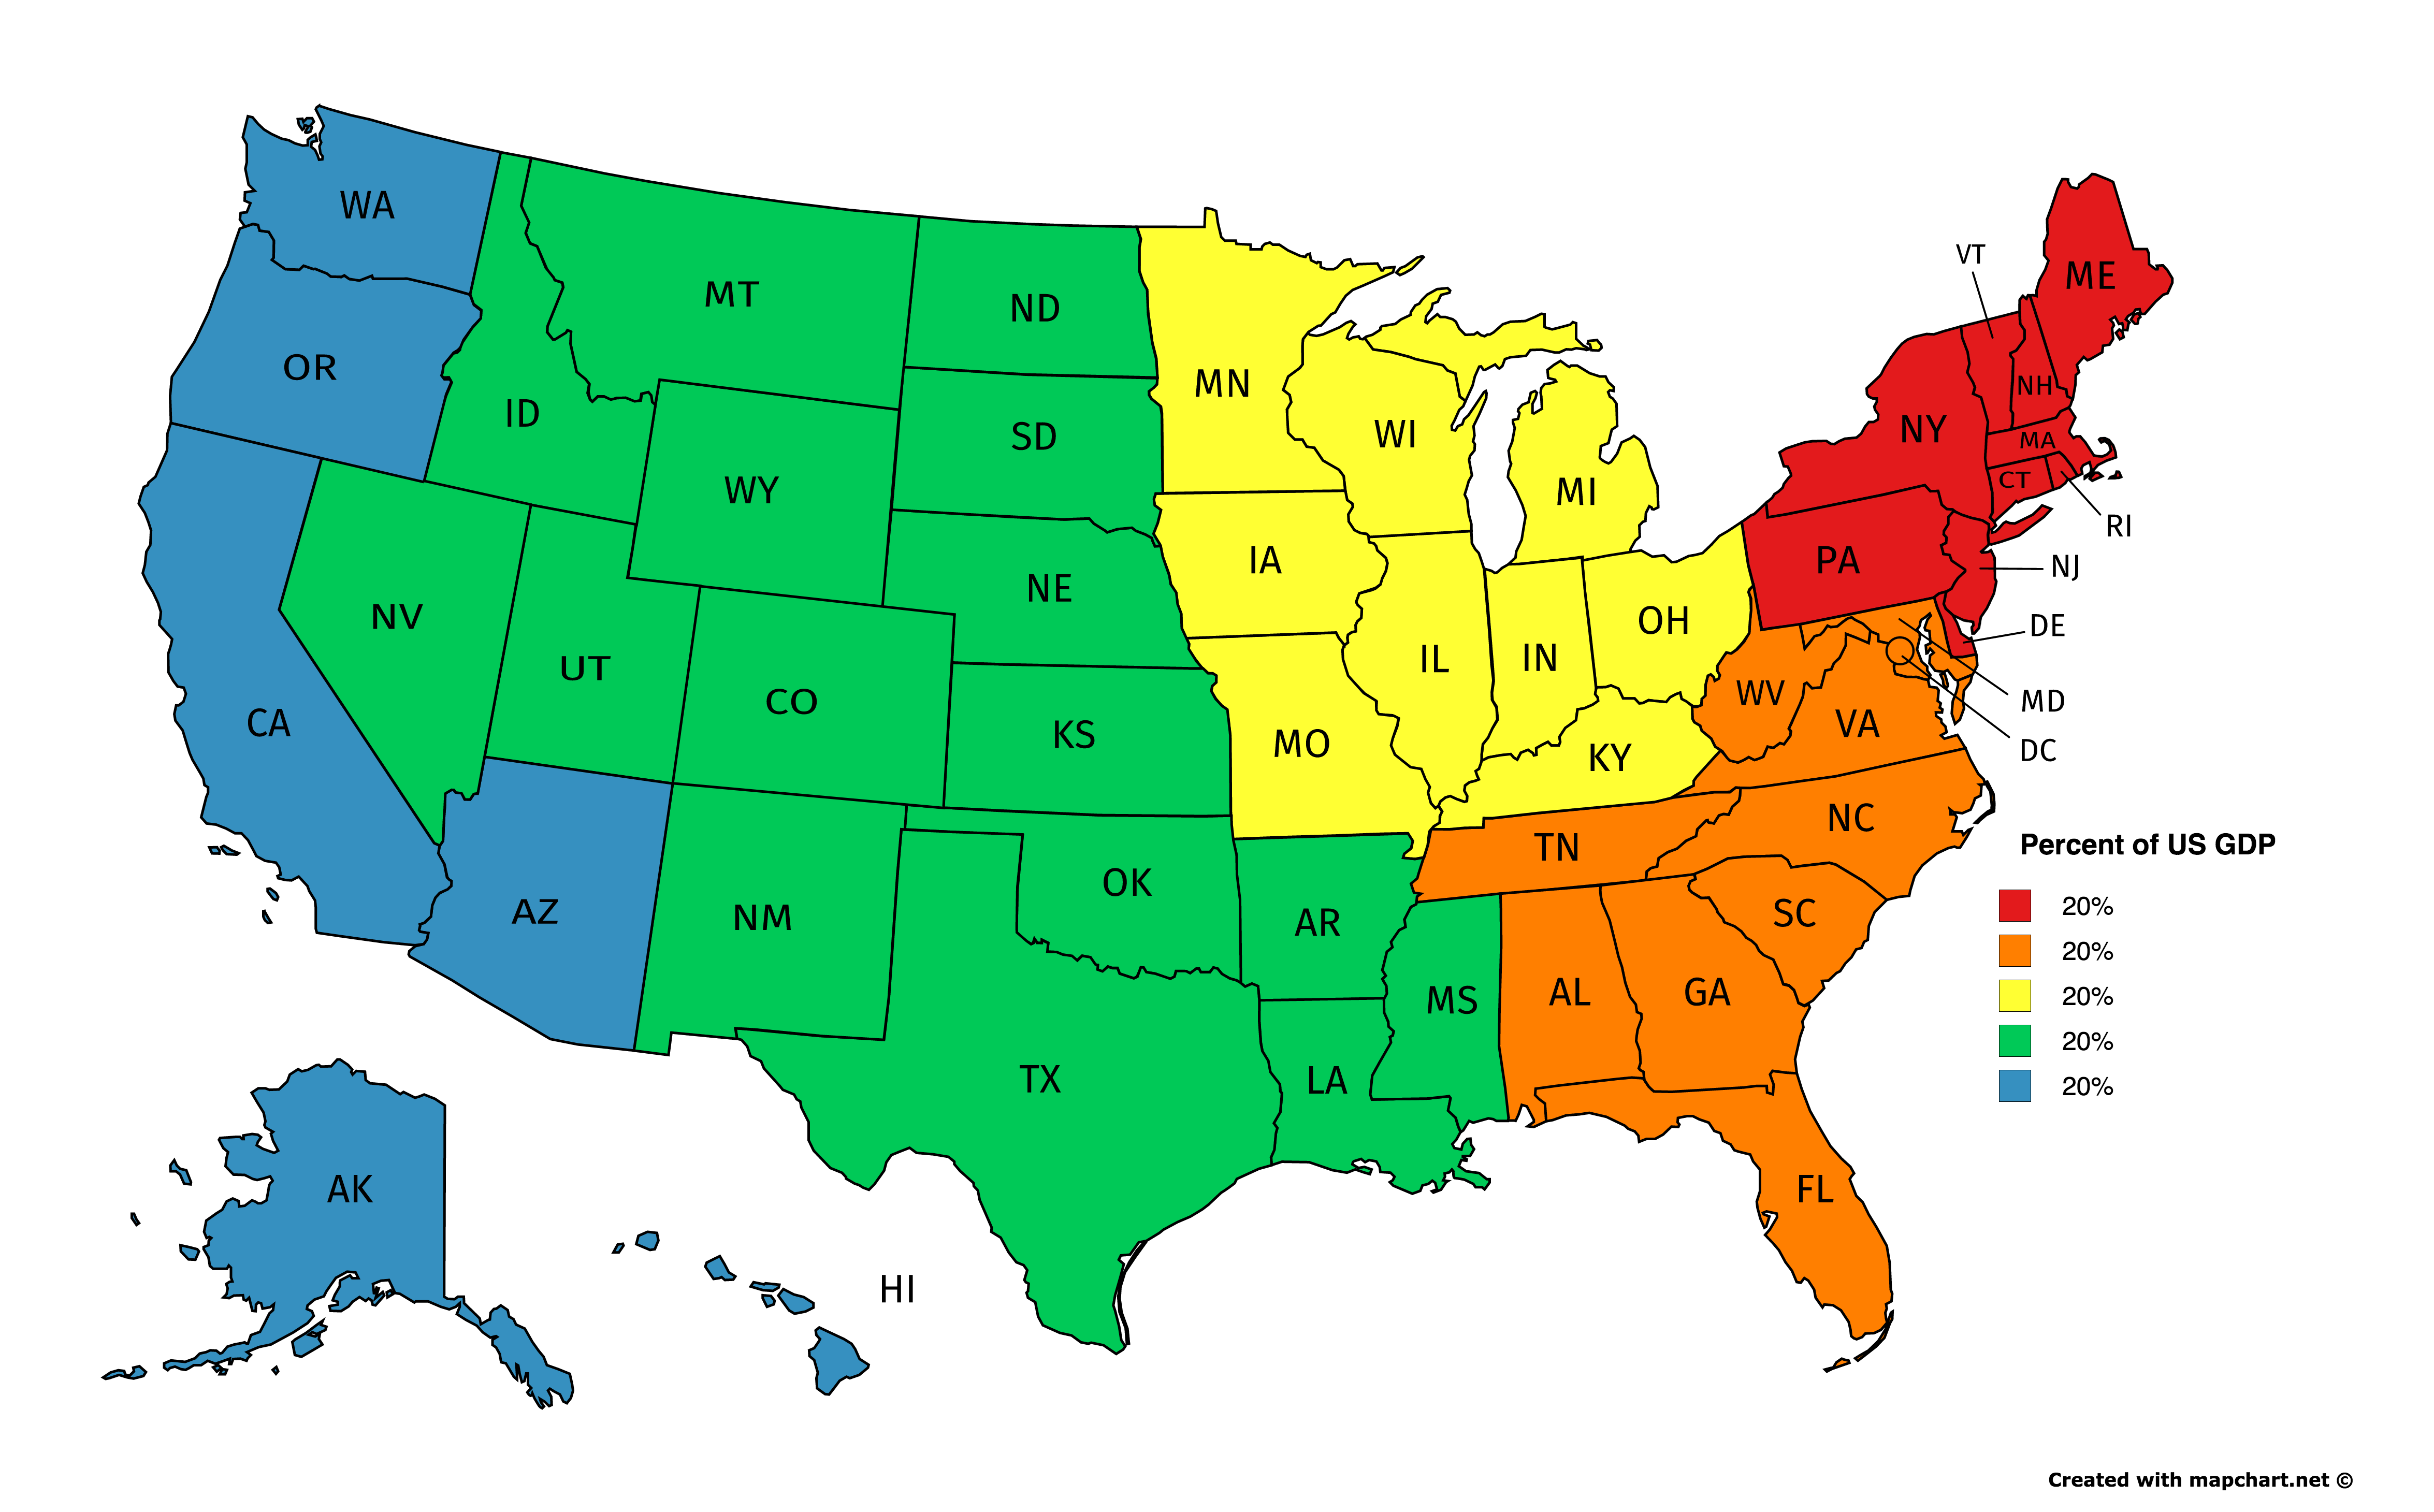 WA
OR
CA
ID
NV
MT
WY
UT
CO
AZ
NM
ND
SD
NE
KS
OK
TX
MN
IA
MO
AR
LA
WI
IL
MI
IN
OH
KY
TN
MS
AL
GA
FL
SC
NC
VA
WV
PA
NY
VT
NH
ME
MA
CT
RI
NJ
DE
MD
DC
AK
HI
Percent of US GDP
20%
20%
20%
20%
20%
Created with mapchart.net ©